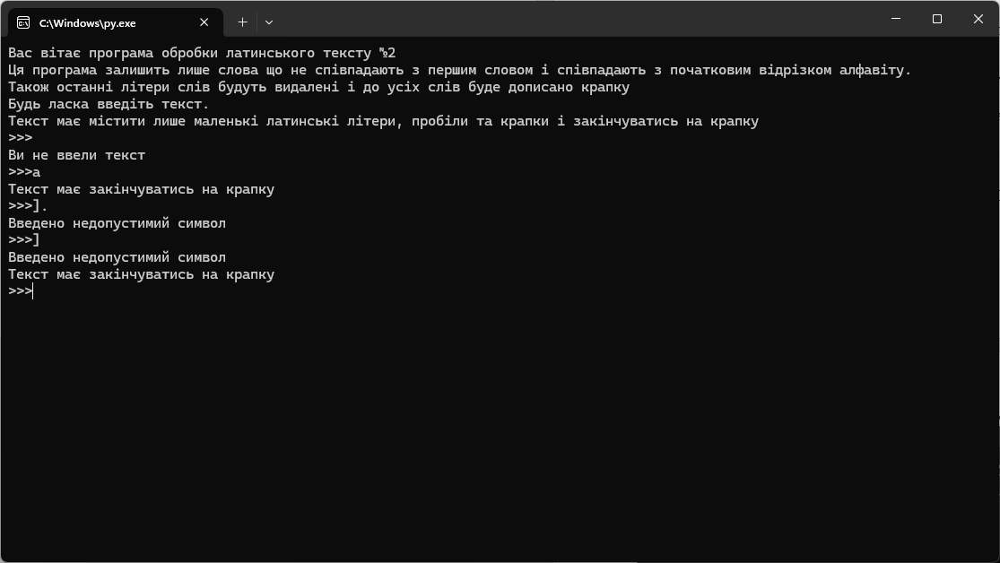 C:\Windows\py.exe
Вас вітає програма обробки латинського тексту №2
Ця програма залишить лише слова що не співпадають з першим словом і співпадають з початковим відрізком алфавіту.
Також останні літери слів будуть видалені і до усіх слів буде дописано крапку
Будь ласка введіть текст.
Текст має містити лише маленькі латинські літери, пробіли та крапки і закінчуватись на крапку
>>>
Ви не ввели текст
>>>a
Текст має закінчуватись на крапку
>>>].
Введено недопустимий символ
>>>]
Введено недопустимий символ
Текст має закінчуватись на крапку
>>>